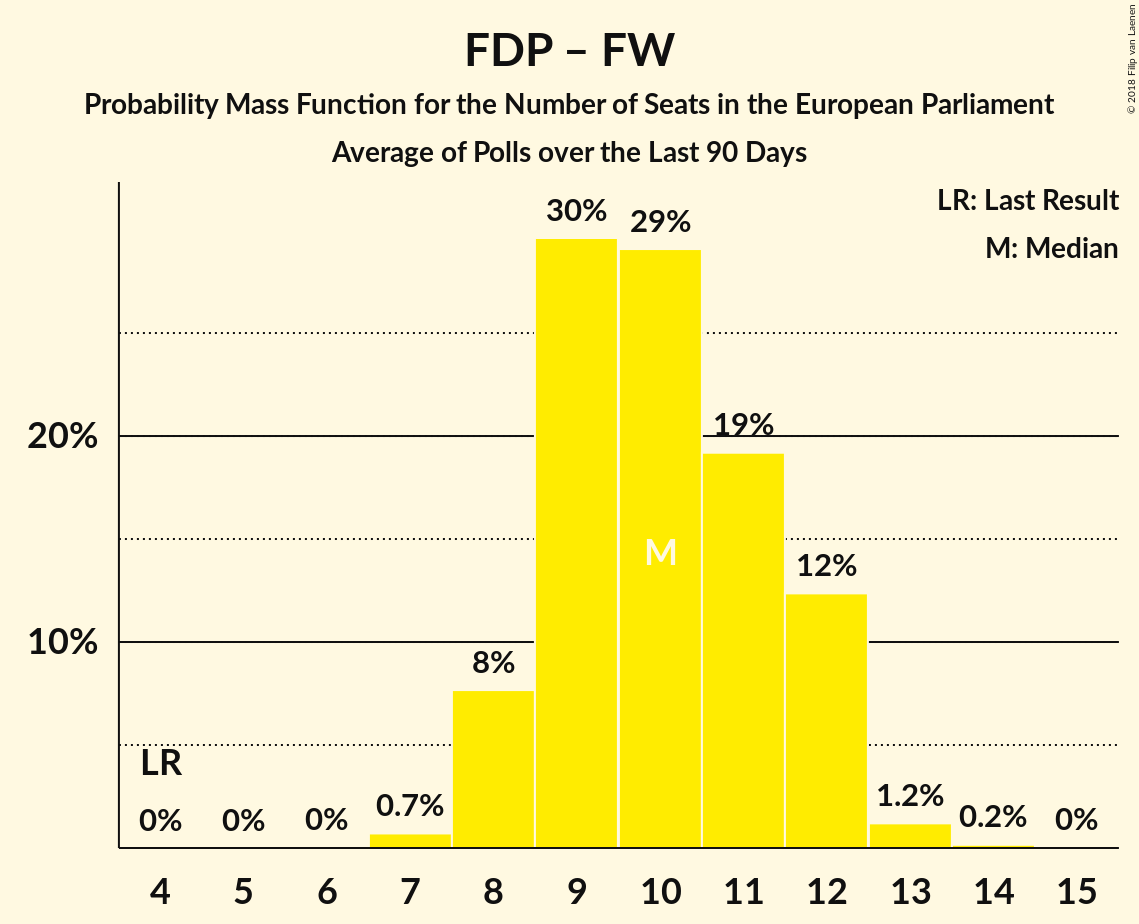 FDP – FW
Probability Mass Function for the Number of Seats in the European Parliament
Average of Polls over the Last 90 Days
© 2018 Filip van Laenen
LR: Last Result
M: Median
30%
29%
20%
19%
M
12%
10%
8%
LR
0%
0%
0%
0.7%
1.2%
0.2%
0%
4 5 6 7 8 9 10 11 12 13 14 15